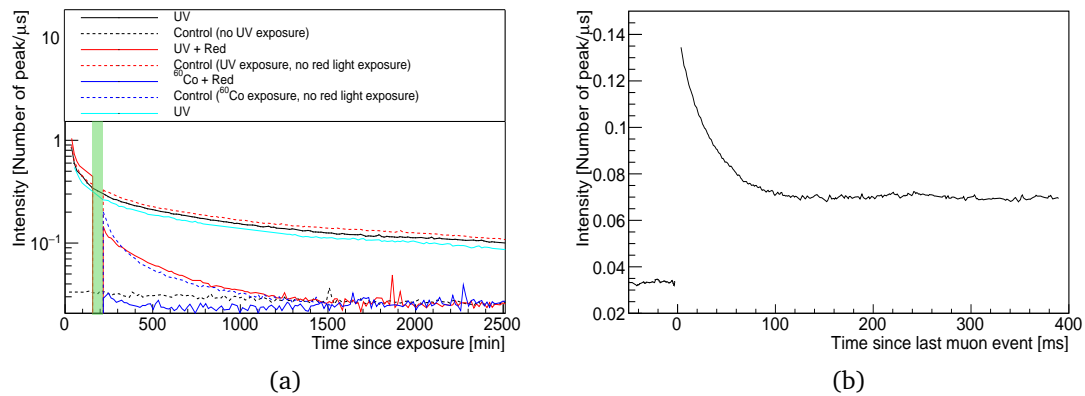 Intensity [Number of peak/μs]
10
1
10⁻¹
UV
Control (no UV exposure)
UV + Red
Control (UV exposure, no red light exposure)
⁶⁰Co + Red
Control (⁶⁰Co exposure, no red light exposure)
UV
0 500 1000 1500 2000 2500
Time since exposure [min]
(a)
Intensity [Number of peak/μs]
0.14
0.12
0.1
0.08
0.06
0.04
0.02
0 100 200 300 400
Time since last muon event [ms]
(b)